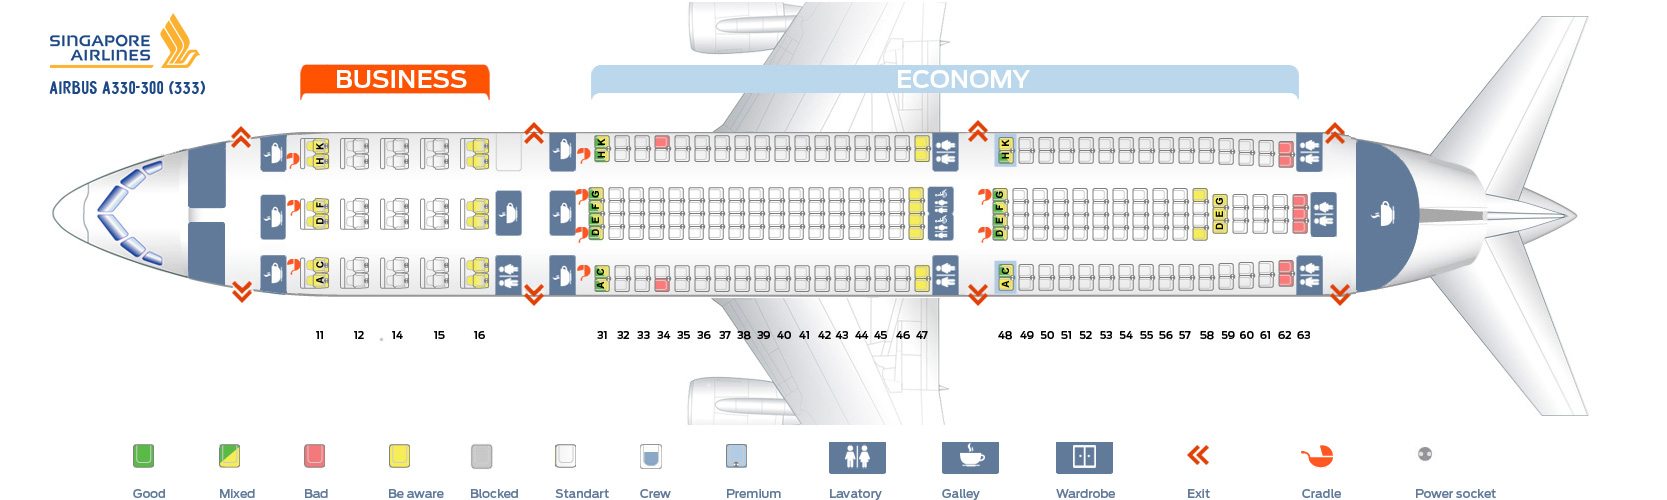 SINGAPORE
AIRLINES
AIRBUS A330-300 (333)
BUSINESS
ECONOMY
H K
H K
H K
D F
D E F G
D E F G
D E G
A C
A C
A C
11 12 14 15 16 31 32 33 34 35 36 37 38 39 40 41 42 43 44 45 46 47 48 49 50 51 52 53 54 55 56 57 58 59 60 61 62 63
Good Mixed Bad Be aware Blocked Standart Crew Premium Lavatory Galley Wardrobe Exit Cradle Power socket